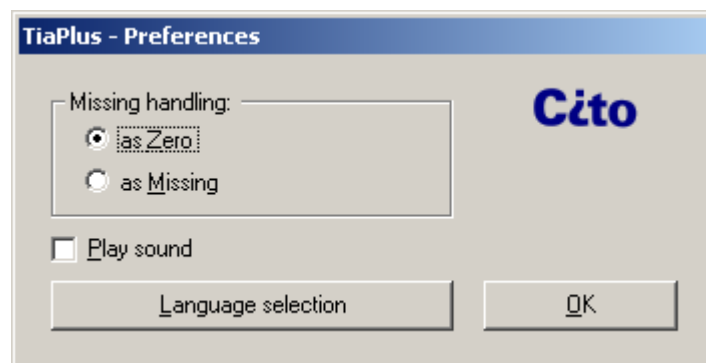 TiaPlus - Preferences
Missing handling:
Cito
as Zero
as Missing
Play sound
Language selection
OK